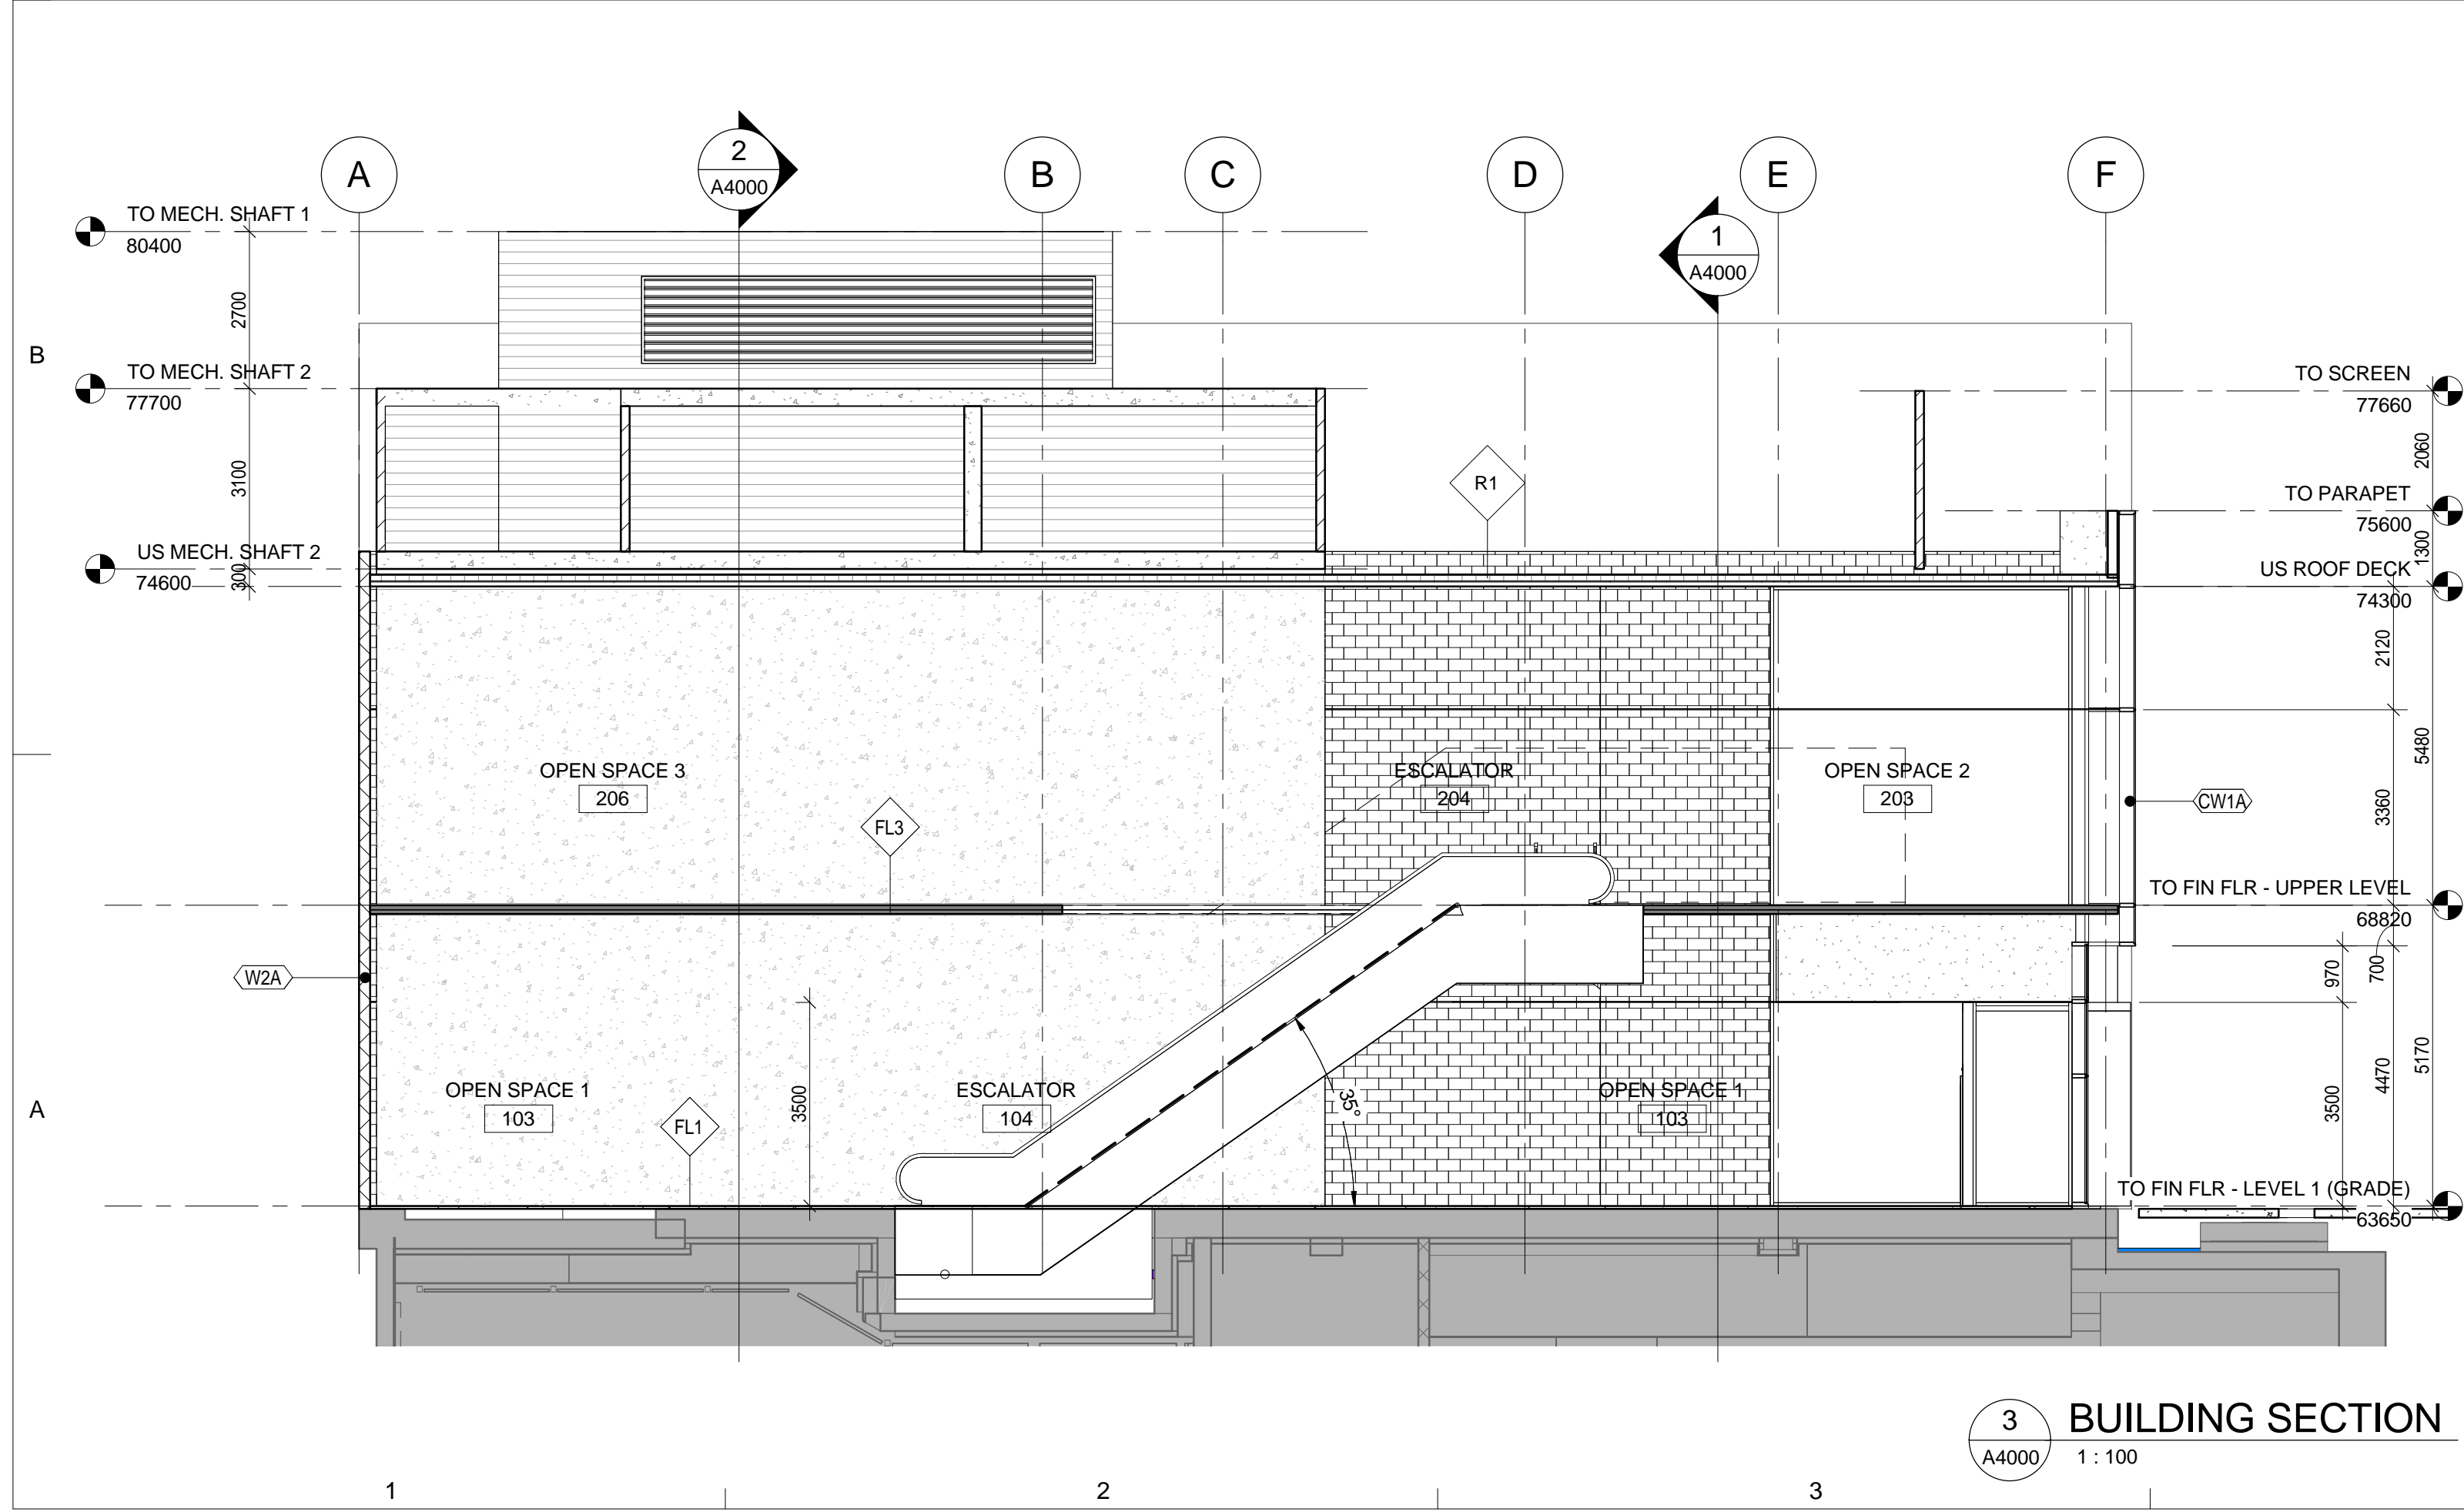 2
A4000
A
B
C
D
E
F
1
A4000
TO MECH. SHAFT 1
80400
2700
B
TO MECH. SHAFT 2
77700
TO SCREEN
77660
2060
3100
R1
TO PARAPET
75600
1300
US MECH. SHAFT 2
74600
300
US ROOF DECK
74300
2120
5480
OPEN SPACE 3
206
ESCALATOR
204
OPEN SPACE 2
203
CW1A
3360
FL3
TO FIN FLR - UPPER LEVEL
68820
W2A
970
700
35°
5170
4470
3500
3500
A
OPEN SPACE 1
103
FL1
ESCALATOR
104
OPEN SPACE 1
103
TO FIN FLR - LEVEL 1 (GRADE)
63650
3
A4000
BUILDING SECTION
1 : 100
1
2
3